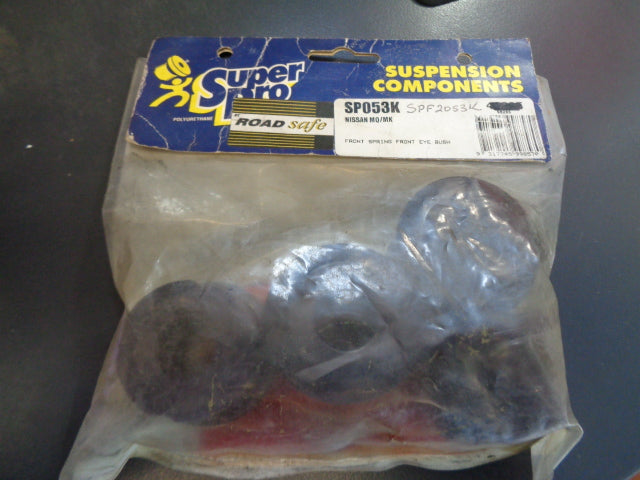 Super Pro
POLYURETHANE
ROAD safe
SUSPENSION
COMPONENTS
SP053K SPF2053K
NISSAN MQ/MK
FRONT SPRING FRONT EYE BUSH